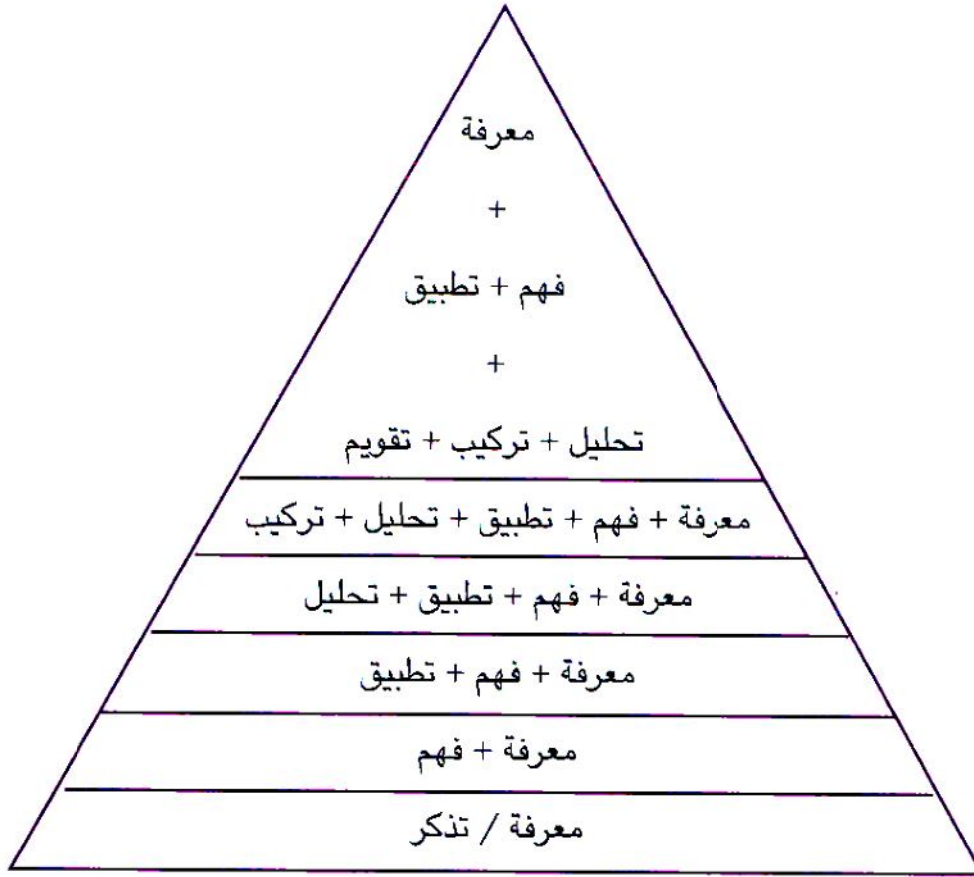 معرفة
+
فهم + تطبيق
+
تحليل + تركيب + تقويم
معرفة + فهم + تطبيق + تحليل + تركيب
معرفة + فهم + تطبيق + تحليل
معرفة + فهم + تطبيق
معرفة + فهم
معرفة / تذكر